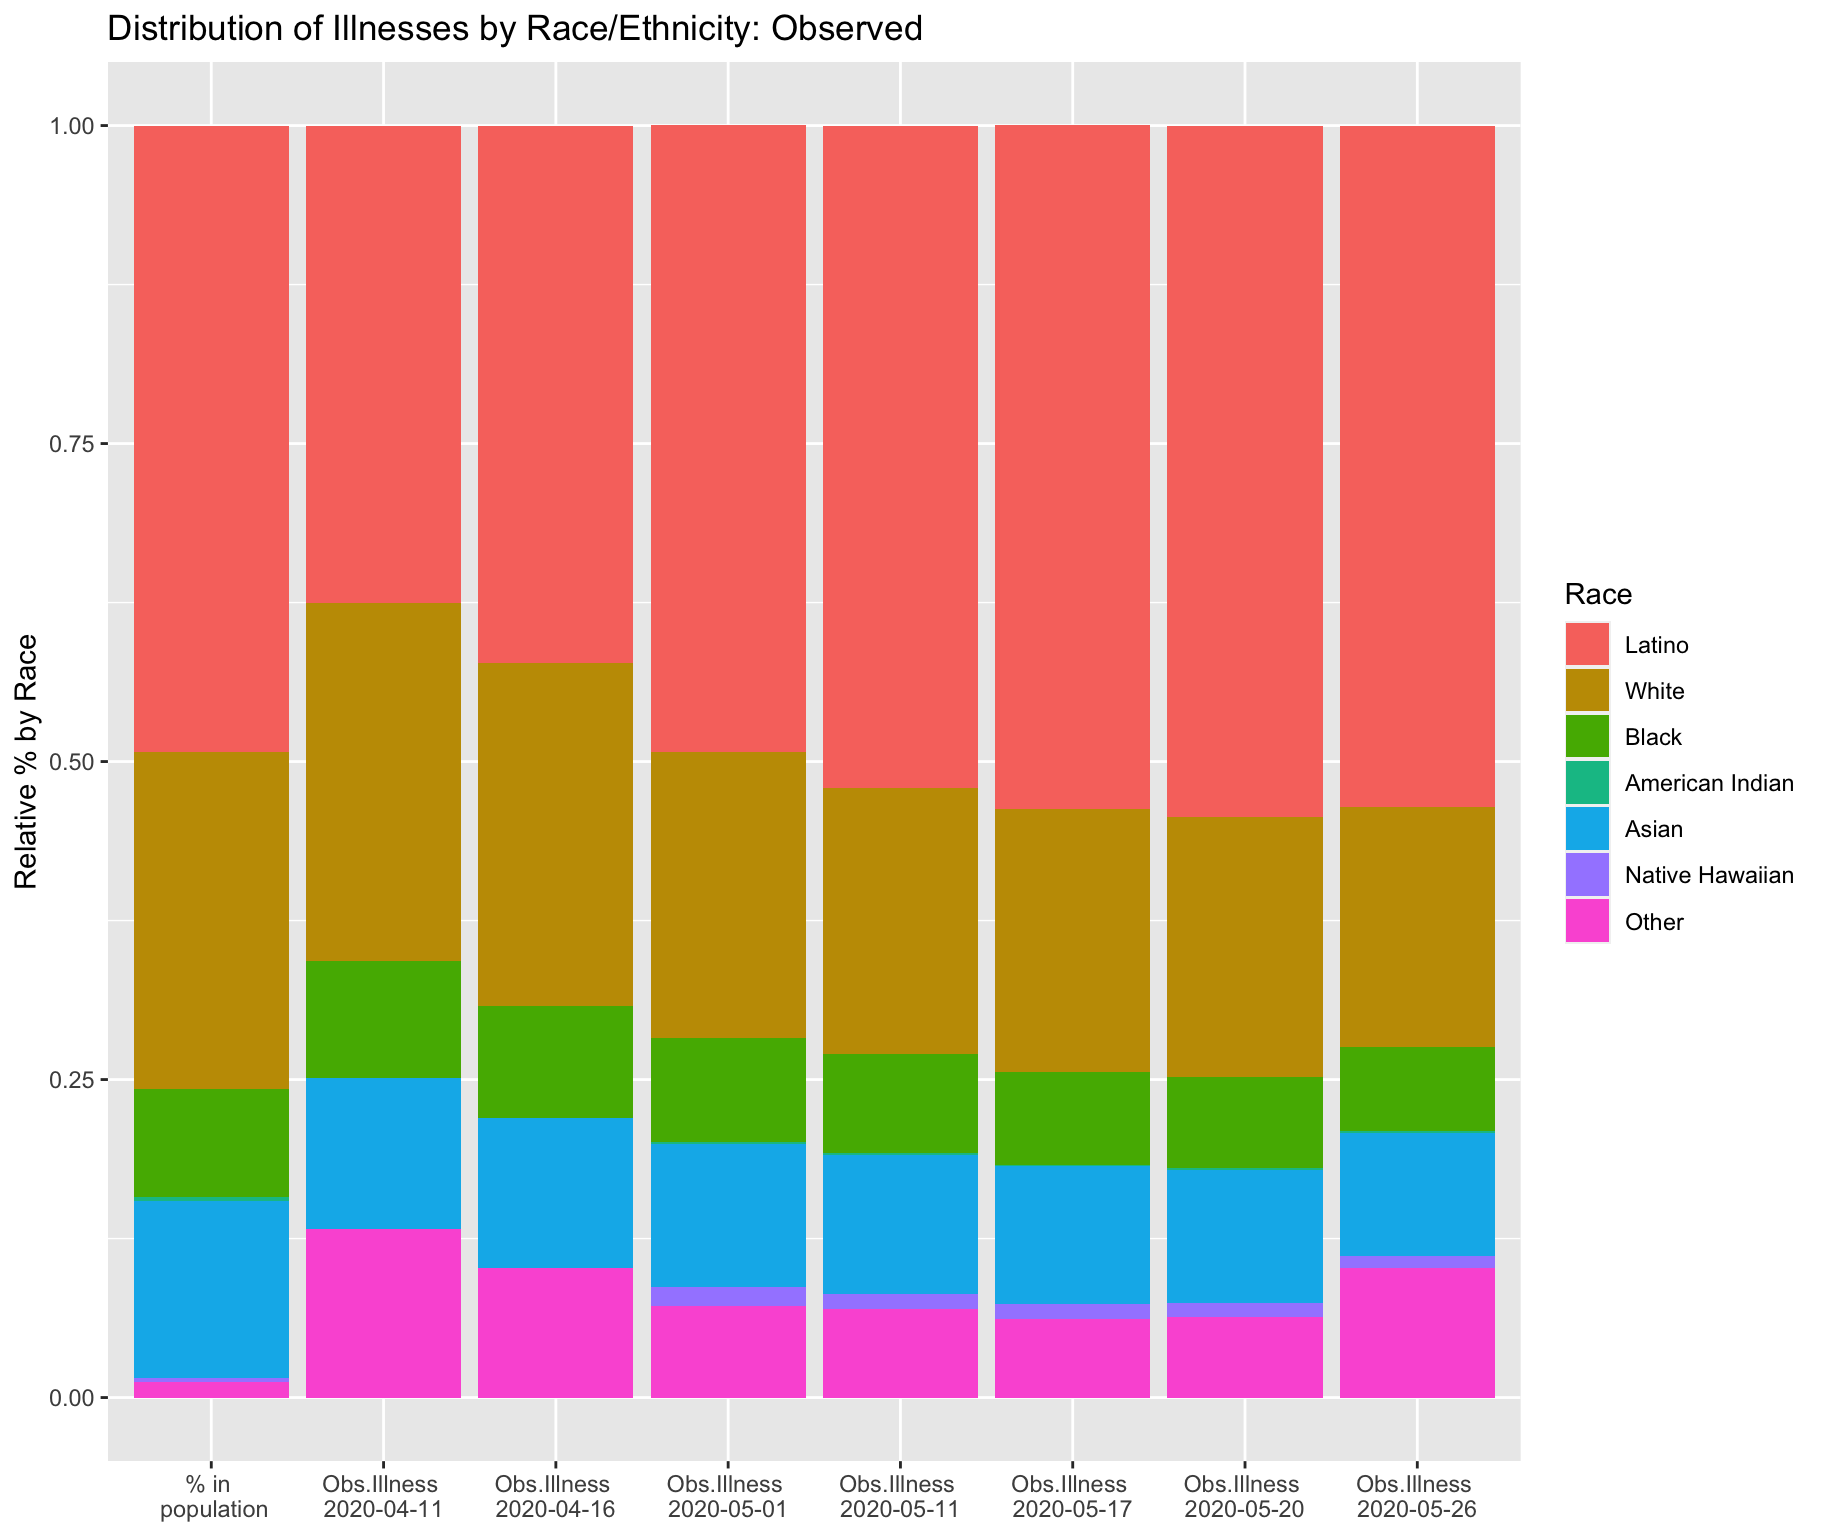 Distribution of Illnesses by Race/Ethnicity: Observed
Relative % by Race
1.00
0.75
0.50
0.25
0.00
% in
population
Obs.Illness
2020-04-11
Obs.Illness
2020-04-16
Obs.Illness
2020-05-01
Obs.Illness
2020-05-11
Obs.Illness
2020-05-17
Obs.Illness
2020-05-20
Obs.Illness
2020-05-26
Race
Latino
White
Black
American Indian
Asian
Native Hawaiian
Other